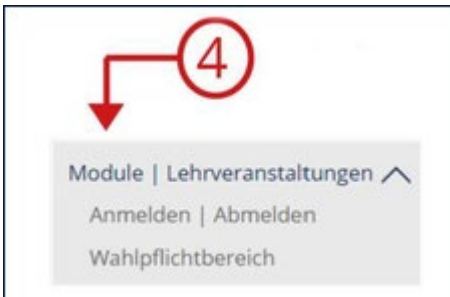 4
Module | Lehrveranstaltungen
Anmelden | Abmelden
Wahlpflichtbereich